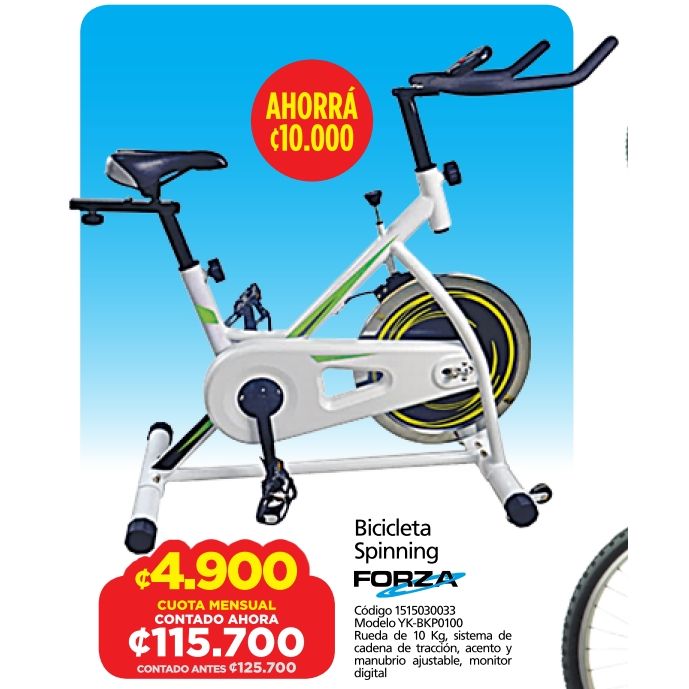 AHORRÁ
¢10.000
Bicicleta
Spinning
FORZA
Código 1515030033
Modelo YK-BKP0100
Rueda de 10 Kg, sistema de
cadena de tracción, acento y
manubrio ajustable, monitor
digital
¢4.900
CUOTA MENSUAL
CONTADO AHORA
¢115.700
CONTADO ANTES ¢125.700